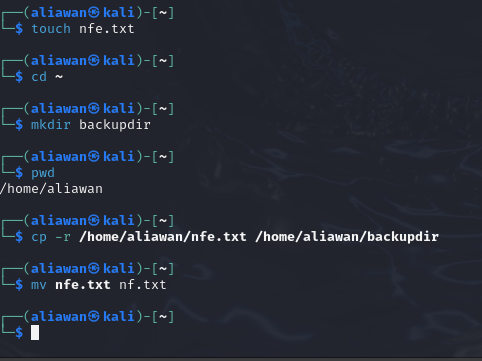 ┌──(aliawan㉿kali)-[~]
└─$ touch nfe.txt
┌──(aliawan㉿kali)-[~]
└─$ cd ~
┌──(aliawan㉿kali)-[~]
└─$ mkdir backupdir
┌──(aliawan㉿kali)-[~]
└─$ pwd
/home/aliawan
┌──(aliawan㉿kali)-[~]
└─$ cp -r /home/aliawan/nfe.txt /home/aliawan/backupdir
┌──(aliawan㉿kali)-[~]
└─$ mv nfe.txt nf.txt
┌──(aliawan㉿kali)-[~]
└─$